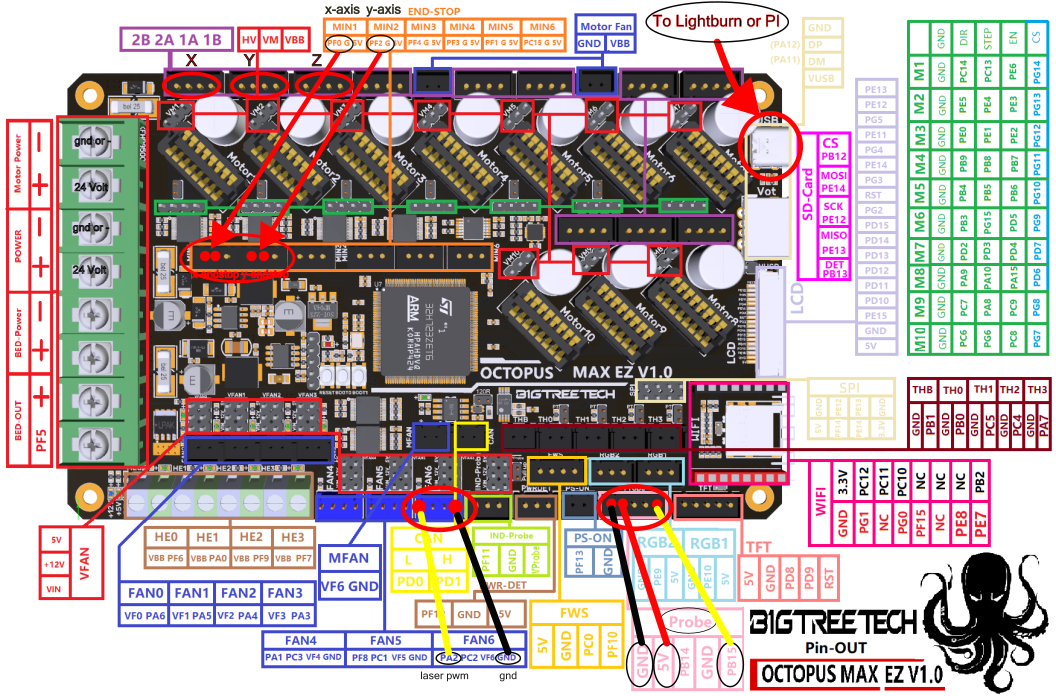 x-axis y-axis END-STOP
MIN1 MIN2 MIN3 MIN4 MIN5 MIN6
PF0 G 5V PF2 G 5V PF4 G 5V PF3 G 5V PF1 G 5V PC15 G 5V
2B 2A 1A 1B
HV VM VBB
Motor Fan
GND VBB
To Lightburn or PI
GND
(PA12) DP
(PA11) DM
VUSB
X Y Z
USB
Motor Power
- +
POWER
- +
BED-Power
- +
BED-OUT
+ PF5
gnd or -
24 Volt
gnd or -
24 Volt
bel 25
VM2
VM4
Motor2
Motor3
Motor4
Motor5
Motor6
Motor10
Motor9
SD-Card
CS
PB12
MOSI
PE14
SCK
PE12
MISO
PE13
DET
PB13
LCD
PE13
PE12
PG5
PE11
PG4
PE14
PG3
RST
PG2
PD15
PD14
PD13
PD12
PD11
PD10
PE15
GND
5V
GND DIR STEP EN CS
M1 GND PC14 PC13 PE6 PG14
M2 GND PE5 PE4 PE3 PG13
M3 GND PE0 PE1 PE2 PG12
M4 GND PB9 PB8 PB7 PG11
M5 GND PB4 PB5 PB6 PG10
M6 GND PB3 PG15 PD5 PG9
M7 GND PD2 PD3 PD4 PD7
M8 GND PA9 PA10 PA15 PD6
M9 GND PC7 PA8 PC9 PG8
M10 GND PC6 PG6 PC8 PG7
U7
ARM
32H723ZET6
OCTOPUS MAX EZ V1.0
BIGTREETECH
LCD
SPI
WIFI
THB TH0 TH1 TH2 TH3
GND PB1 GND PB0 GND PC5 GND PC4 GND PA7
WIFI
3.3V PC12 PC11 PC10 NC NC PB2
GND PG1 NC PG0 PF15 PE8 PE7
VFAN
5V
+12V
VIN
HE0 HE1 HE2 HE3
VBB PF6 VBB PA0 VBB PF9 VBB PF7
FAN0 FAN1 FAN2 FAN3
VF0 PA6 VF1 PA5 VF2 PA4 VF3 PA3
MFAN
VF6 GND
FAN4 FAN5 FAN6
PA1 PC3 VF4 GND PF8 PC1 VF5 GND PA2 PC2 VF6 GND
laser pwm gnd
CAN
L H
PD0 PD1
IND-Probe
PF11 GND VProbe
PWR-DET
GND 5V
PS-ON
PF13 GND
FWS
5V GND PC0 PF10
RGB2 RGB1
GND PE9 5V GND PE10 5V
Probe
GND 5V PB14 GND PB15
TFT
5V GND PD8 PD9 RST
BIGTREETECH
Pin-OUT
OCTOPUS MAX EZ V1.0